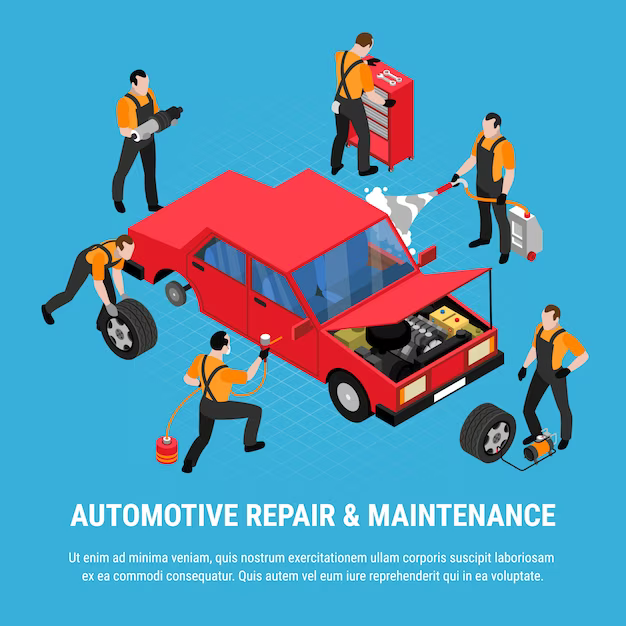 AUTOMOTIVE REPAIR & MAINTENANCE
Ut enim ad minima veniam, quis nostrum exercitationem ullam corporis suscipit laboriosam
ex ea commodi consequatur. Quis autem vel eum iure reprehenderit qui in ea voluptate.